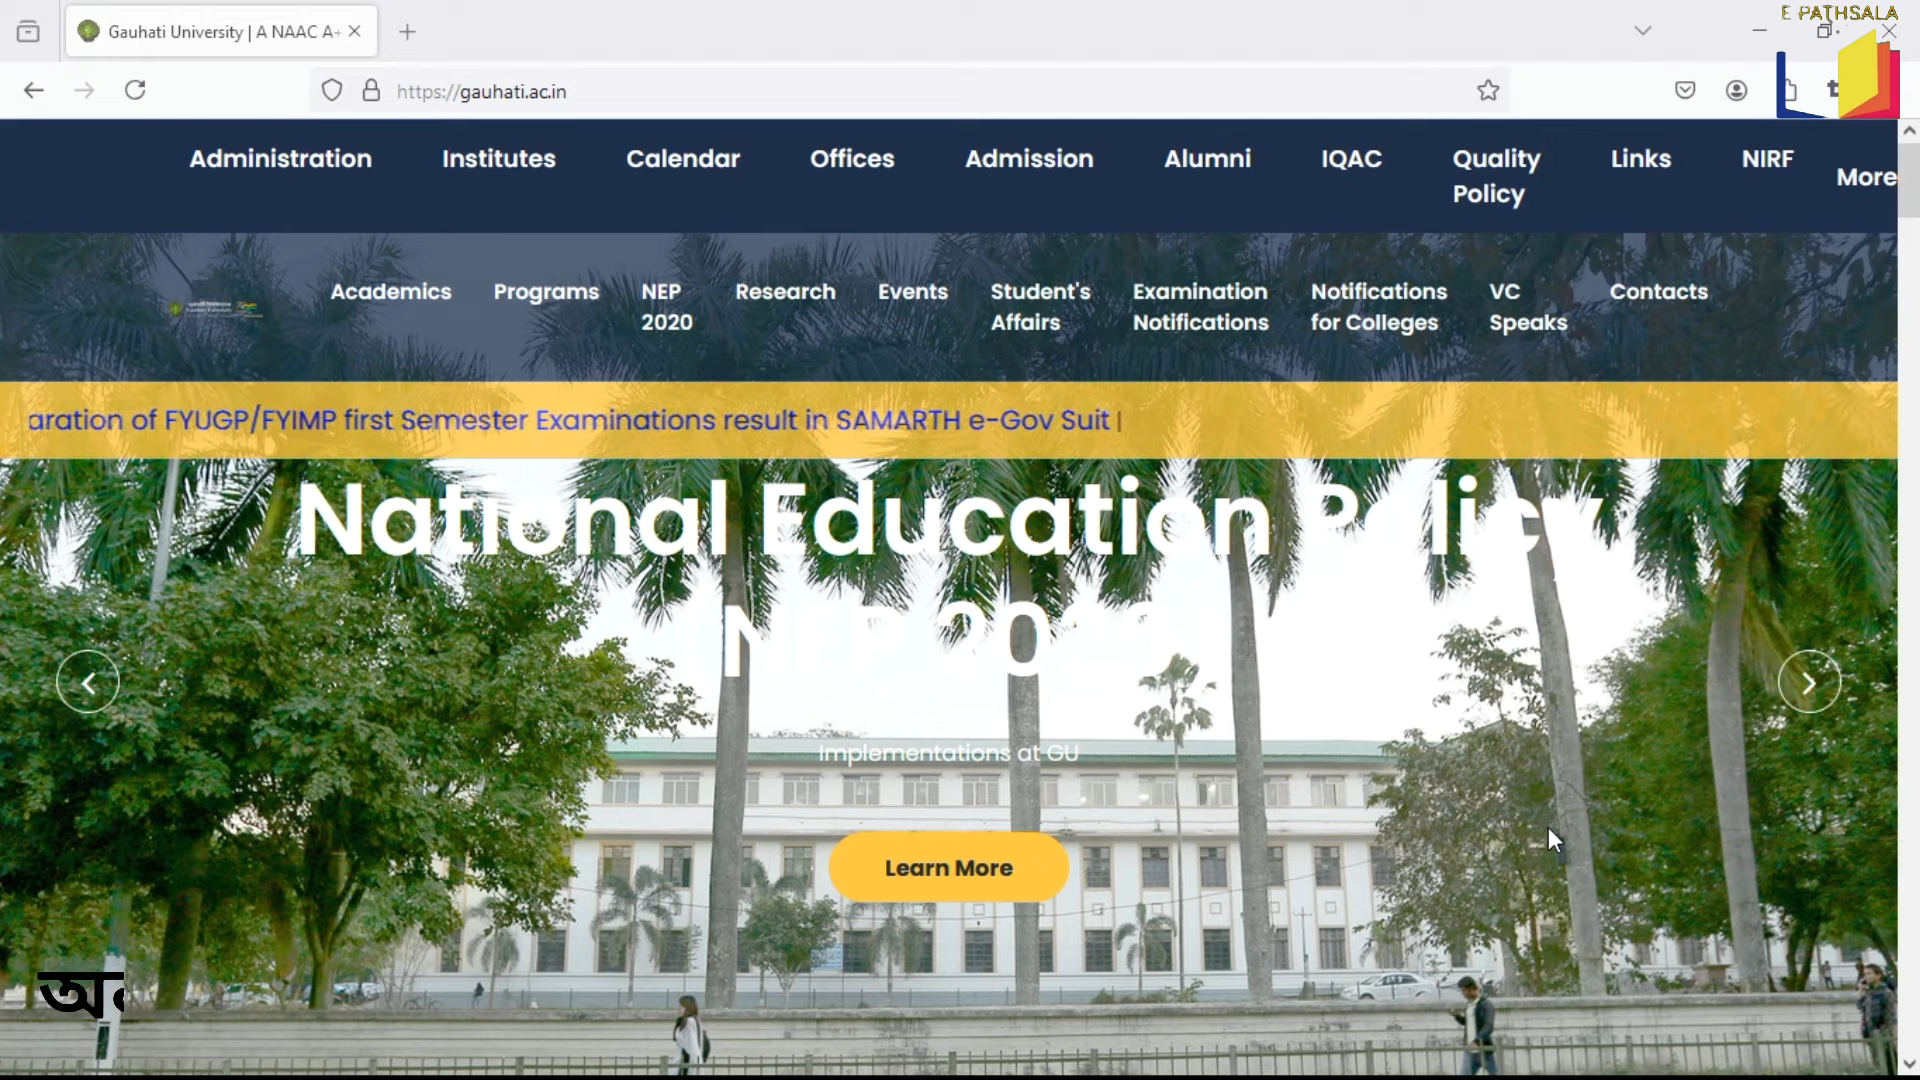 E PATHSALA
Gauhati University | A NAAC A+
https://gauhati.ac.in
Administration Institutes Calendar Offices Admission Alumni IQAC Quality Policy Links NIRF More
Academics Programs NEP 2020 Research Events Student's Affairs Examination Notifications Notifications for Colleges VC Speaks Contacts
aration of FYUGP/FYIMP first Semester Examinations result in SAMARTH e-Gov Suit |
National Education Policy
NEP 2020
Implementations at GU
Learn More